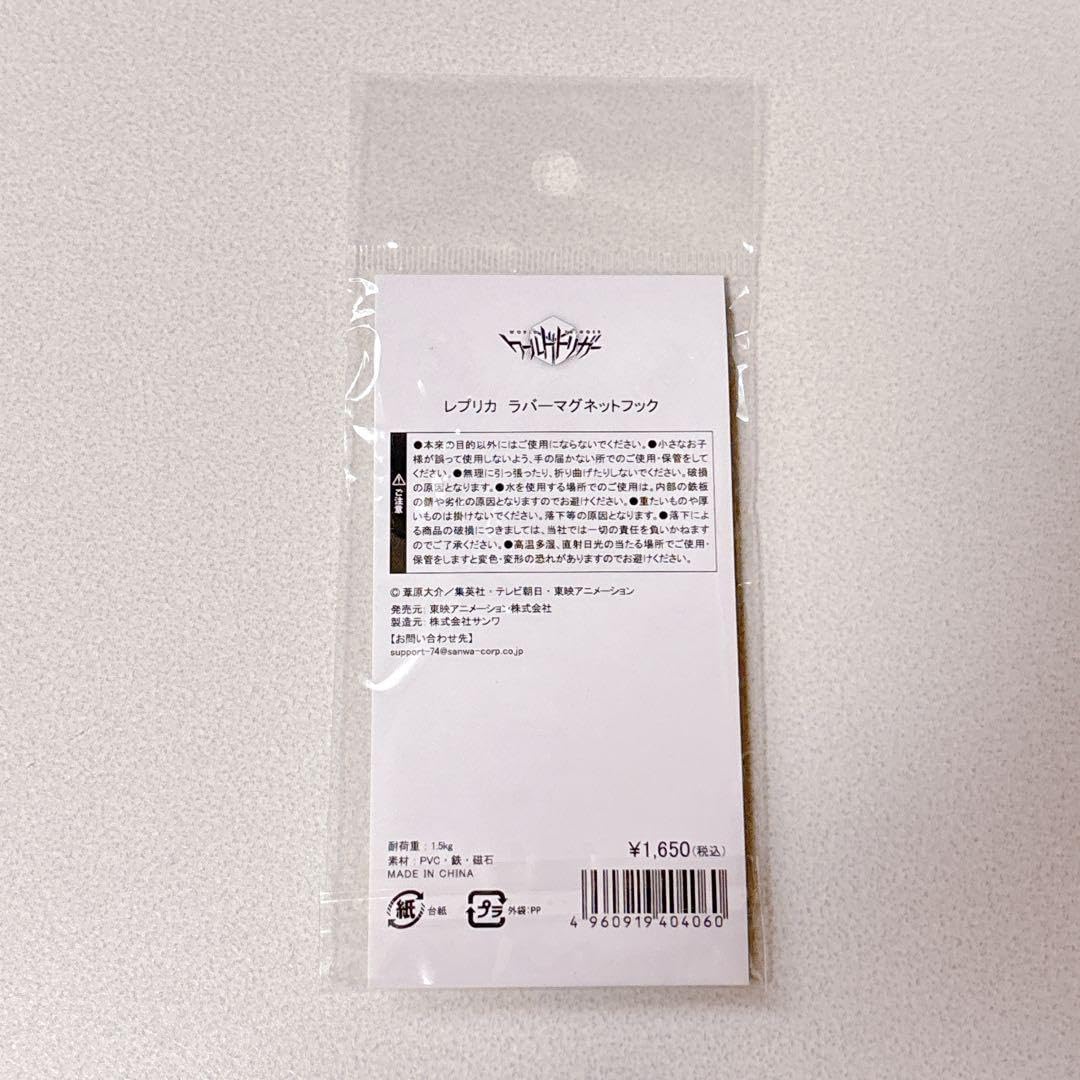 WORLD TRIGGER
ワールドトリガー
レプリカ ラバーマグネットフック
⚠ご注意
●本来の目的以外にはご使用にならないでください。●小さなお子
様が誤って使用しないよう、手の届かない所でのご使用・保管をして
ください。●無理に引っ張ったり、折り曲げたりしないでください。破損
の原因となります。●水を使用する場所でのご使用は。内部の鉄板
の錆や劣化の原因となりますのでお避けください。●重たいものや厚
いものは掛けないでください。落下等の原因となります。●落下によ
る商品の破損につきましては、当社では一切の責任を負いかねます
のでご了承ください。●高温多湿、直射日光の当たる場所でご使用・
保管をしますと変色・変形の恐れがありますのでお避けください。
© 葦原大介/集英社・テレビ朝日・東映アニメーション
発売元: 東映アニメーション株式会社
製造元: 株式会社サンワ
【お問い合わせ先】
support-74@sanwa-corp.co.jp
耐荷重:1.5kg
素材:PVC・鉄・磁石
MADE IN CHINA
¥1,650(税込)
紙 台紙
プラ 外袋:PP
4 960919 404060